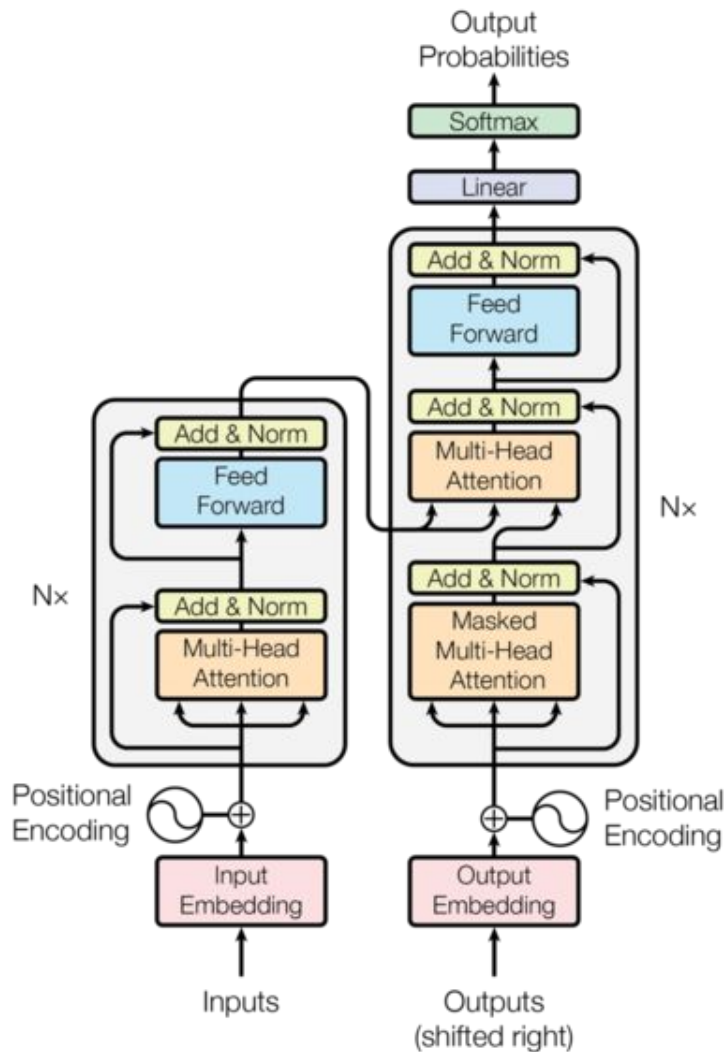 Output
Probabilities
Softmax
Linear
Add & Norm
Feed
Forward
Add & Norm
Multi-Head
Attention
Add & Norm
Masked
Multi-Head
Attention
N×
Positional
Encoding
Output
Embedding
Outputs
(shifted right)
Add & Norm
Feed
Forward
Add & Norm
Multi-Head
Attention
N×
Positional
Encoding
Input
Embedding
Inputs